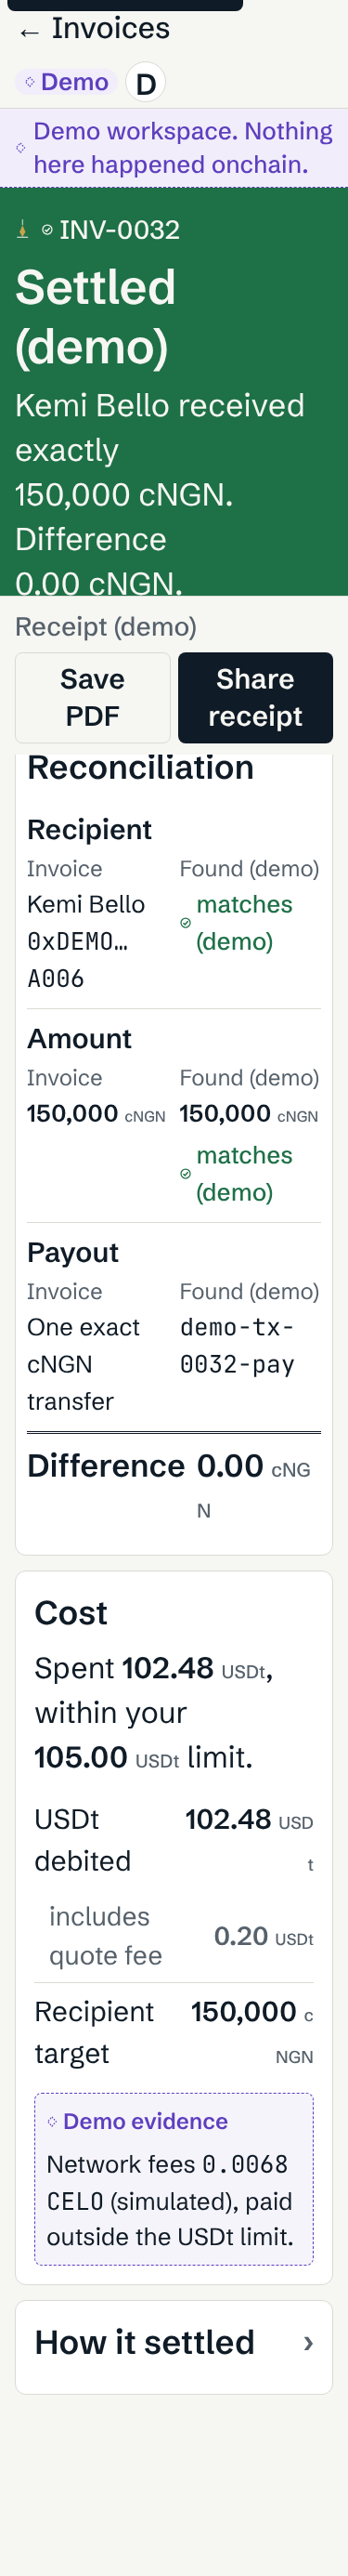 ← Invoices
Demo
D
Demo workspace. Nothing
here happened onchain.
INV-0032
Settled
(demo)
Kemi Bello received
exactly
150,000 cNGN.
Difference
0.00 cNGN.
Receipt (demo)
Save
PDF
Share
receipt
Reconciliation
Recipient
Invoice
Kemi Bello
0xDEMO…
A006
Found (demo)
matches
(demo)
Amount
Invoice
150,000 cNGN
Found (demo)
150,000 cNGN
matches
(demo)
Payout
Invoice
One exact
cNGN
transfer
Found (demo)
demo-tx-
0032-pay
Difference 0.00 cNG
N
Cost
Spent 102.48 USDt,
within your
105.00 USDt limit.
USDt
debited
102.48 USD
t
includes
quote fee
0.20 USDt
Recipient
target
150,000 c
NGN
Demo evidence
Network fees 0.0068
CELO (simulated), paid
outside the USDt limit.
How it settled ›